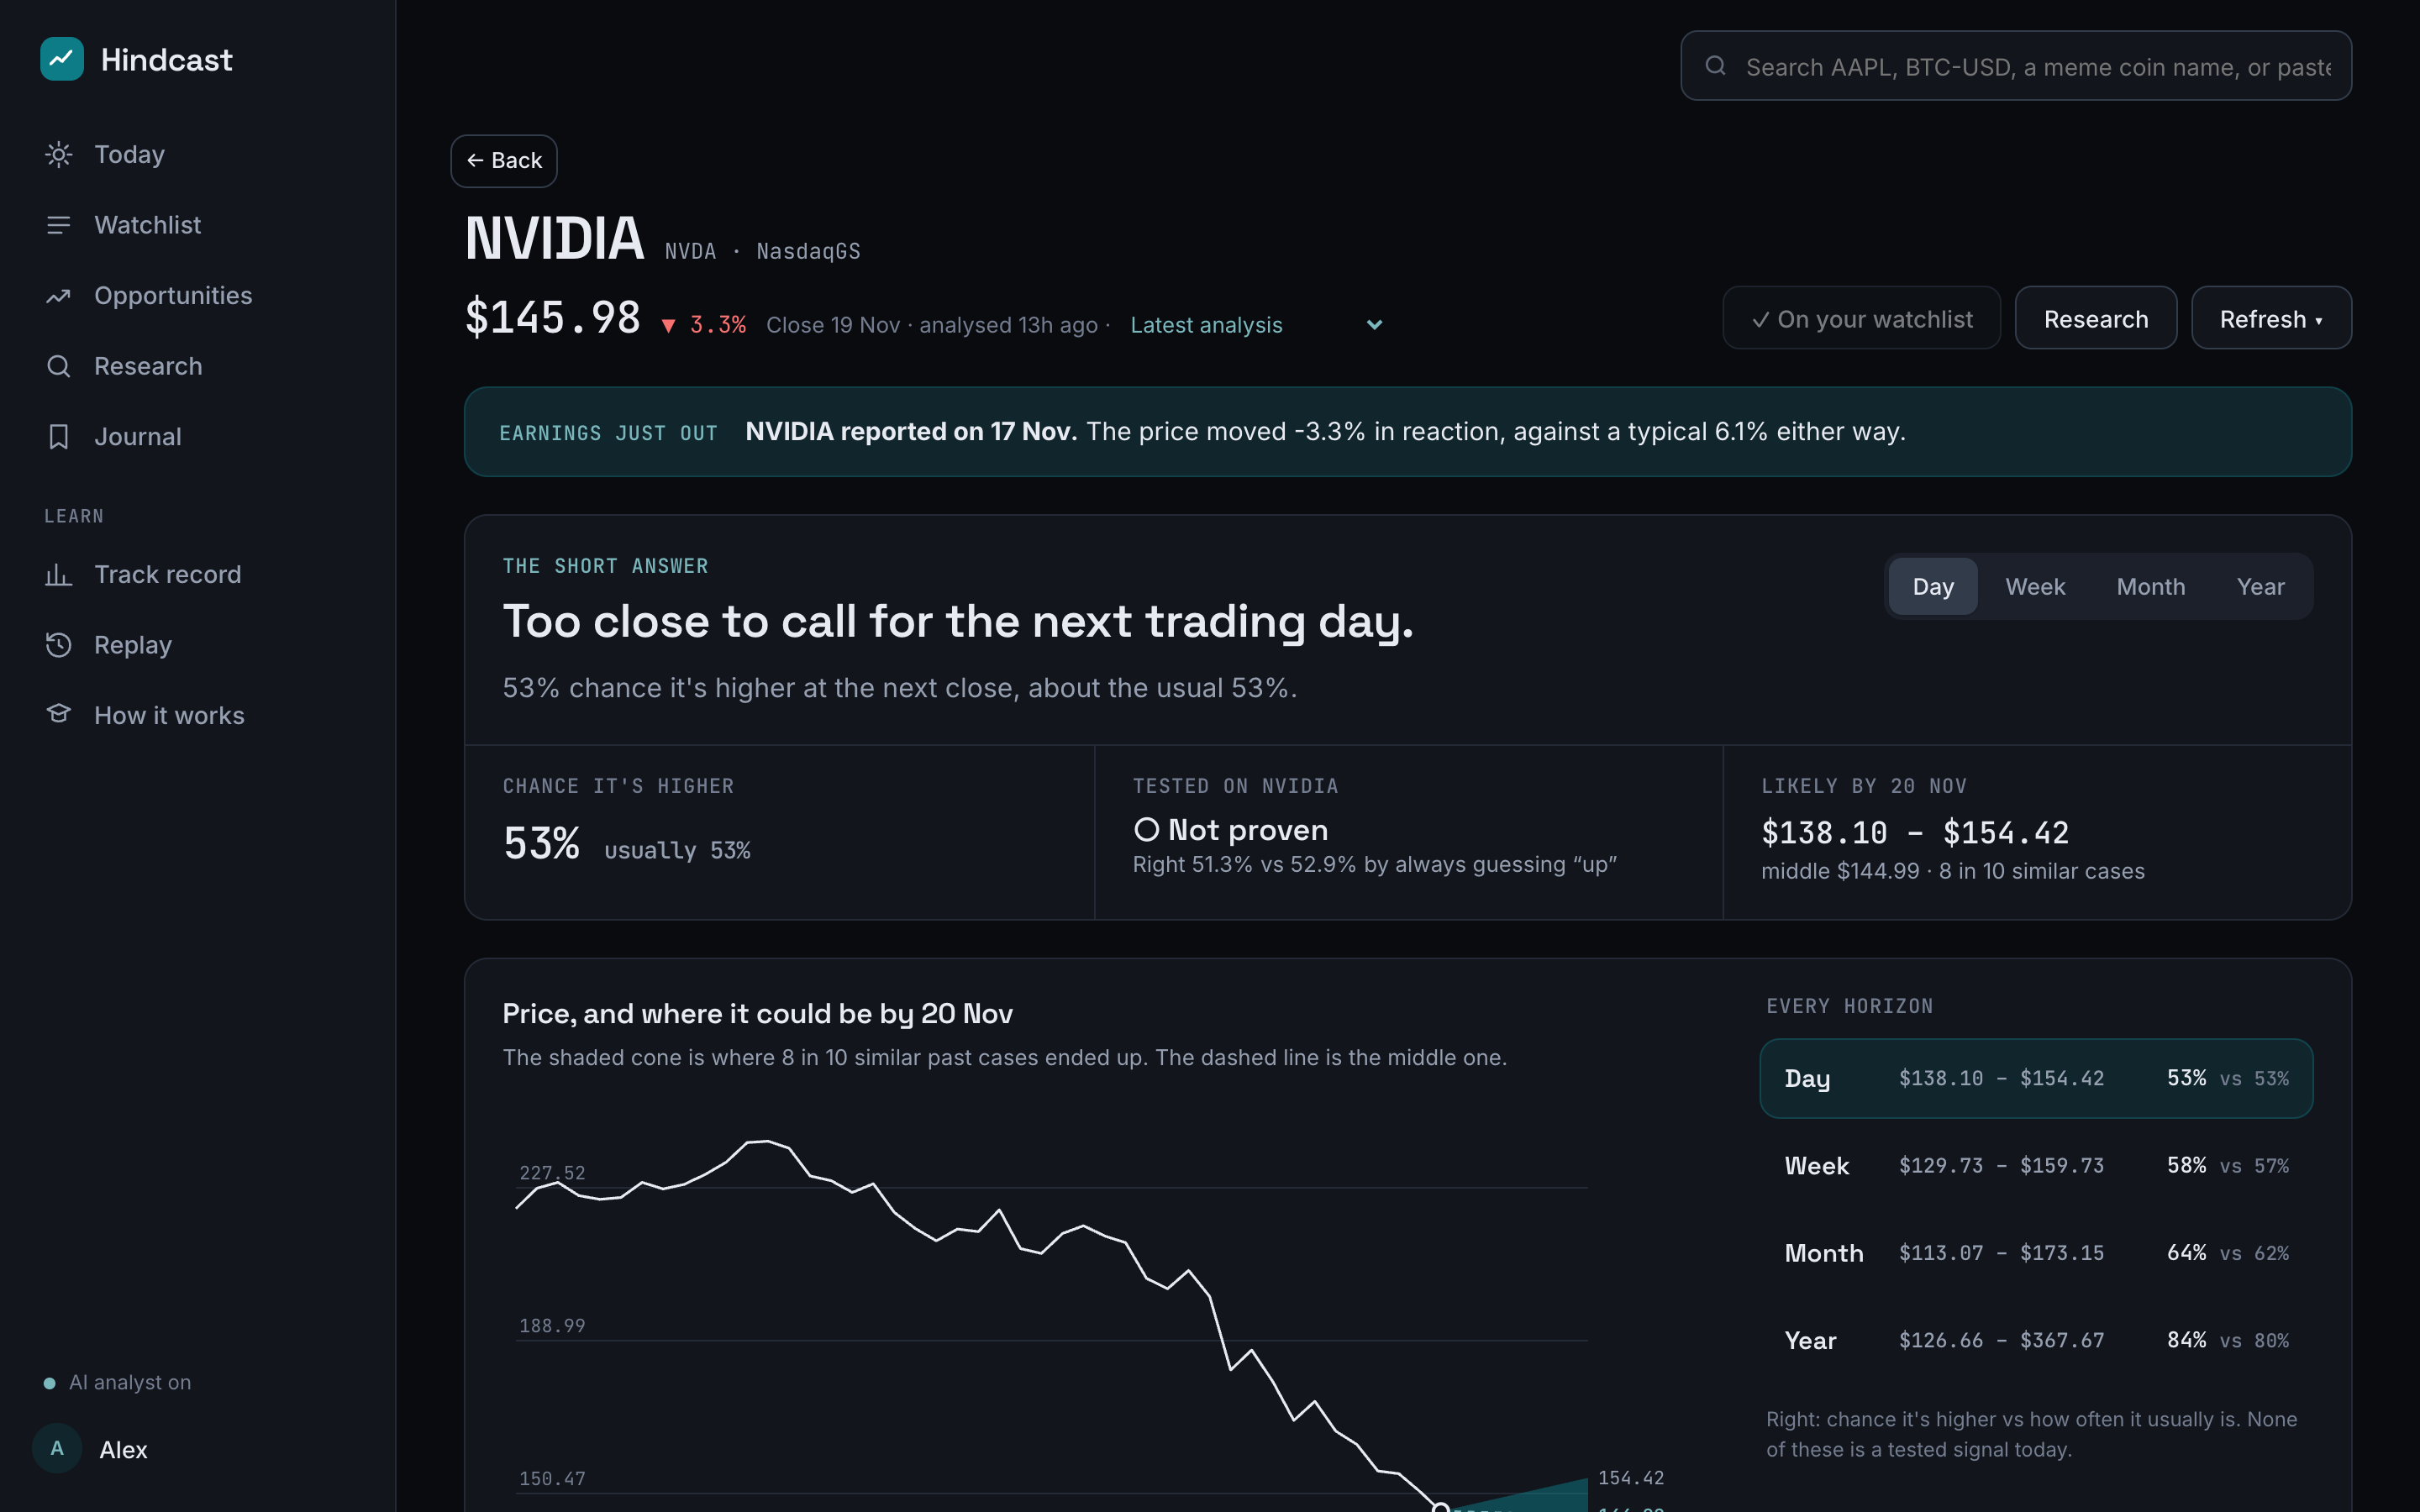 Hindcast
Search AAPL, BTC-USD, a meme coin name, or paste
Today
Watchlist
Opportunities
Research
Journal
LEARN
Track record
Replay
How it works
AI analyst on
A Alex
← Back
NVIDIA NVDA · NasdaqGS
$145.98 ▼ 3.3% Close 19 Nov · analysed 13h ago · Latest analysis
✓ On your watchlist
Research
Refresh ▾
EARNINGS JUST OUT NVIDIA reported on 17 Nov. The price moved -3.3% in reaction, against a typical 6.1% either way.
THE SHORT ANSWER
Day Week Month Year
Too close to call for the next trading day.
53% chance it's higher at the next close, about the usual 53%.
CHANCE IT'S HIGHER
53% usually 53%
TESTED ON NVIDIA
Not proven
Right 51.3% vs 52.9% by always guessing “up”
LIKELY BY 20 NOV
$138.10 – $154.42
middle $144.99 · 8 in 10 similar cases
Price, and where it could be by 20 Nov
The shaded cone is where 8 in 10 similar past cases ended up. The dashed line is the middle one.
227.52
188.99
150.47
154.42
EVERY HORIZON
Day $138.10 – $154.42 53% vs 53%
Week $129.73 – $159.73 58% vs 57%
Month $113.07 – $173.15 64% vs 62%
Year $126.66 – $367.67 84% vs 80%
Right: chance it's higher vs how often it usually is. None
of these is a tested signal today.